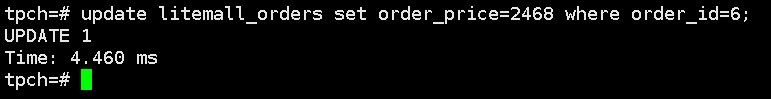 tpch=# update litemall_orders set order_price=2468 where order_id=6;
UPDATE 1
Time: 4.460 ms
tpch=#